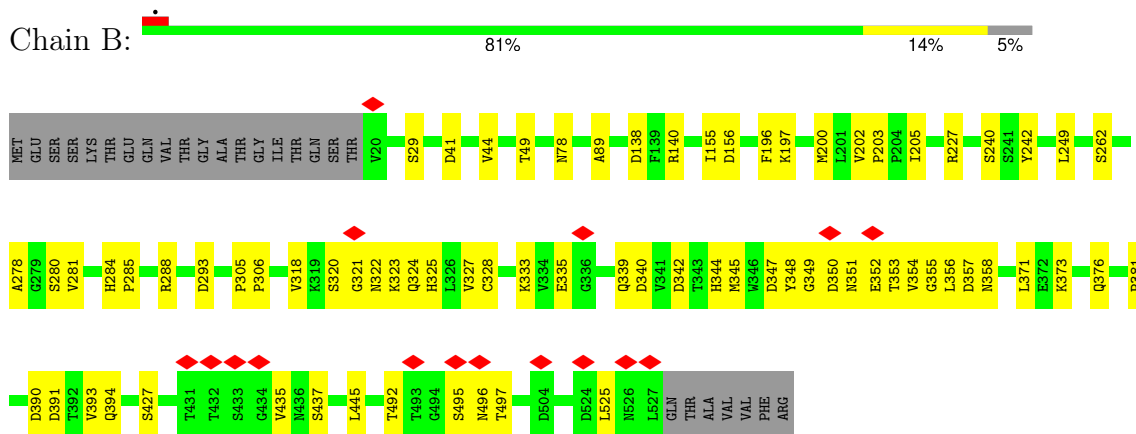 Chain B:
81% 14% 5%
MET GLU SER SER LYS THR GLU GLN VAL THR GLY ALA THR GLY ILE THR GLN SER THR V20 S29 D41 V44 T49 N78 A89 D138 F139 R140 I155 D156 F196 K197 M200 L201 V202 P203 P204 I205 R227 S240 S241 Y242 L249 S262
A278 G279 S280 V281 H284 P285 R288 D293 P305 P306 V318 K319 S320 G321 N322 K323 Q324 H325 L326 V327 C328 K333 V334 E335 G336 Q339 D340 V341 D342 T343 H344 M345 W346 D347 Y348 G349 D350 N351 E352 T353 V354 G355 L356 D357 N358 L371 E372 K373 Q376
D390 D391 T392 V393 Q394 S427 T431 T432 S433 G434 V435 N436 S437 L445 T492 T493 G494 S495 N496 T497 D504 D524 L525 N526 L527 GLN THR ALA VAL VAL PHE ARG